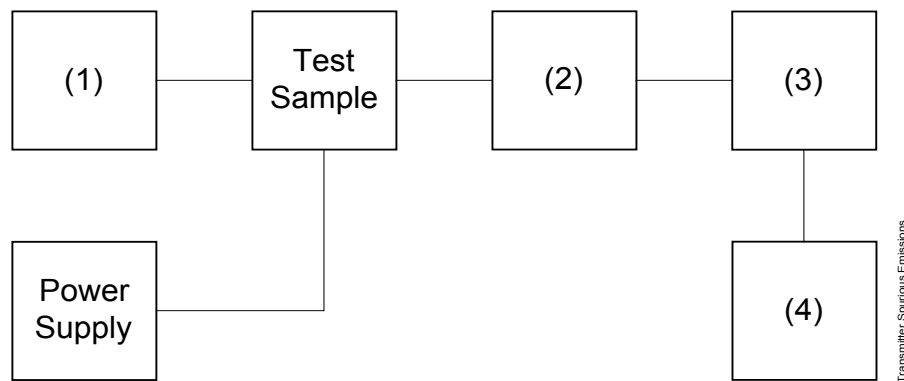 (1)
Test
Sample
(2)
(3)
Power
Supply
(4)
Transmitter Spurious Emissions